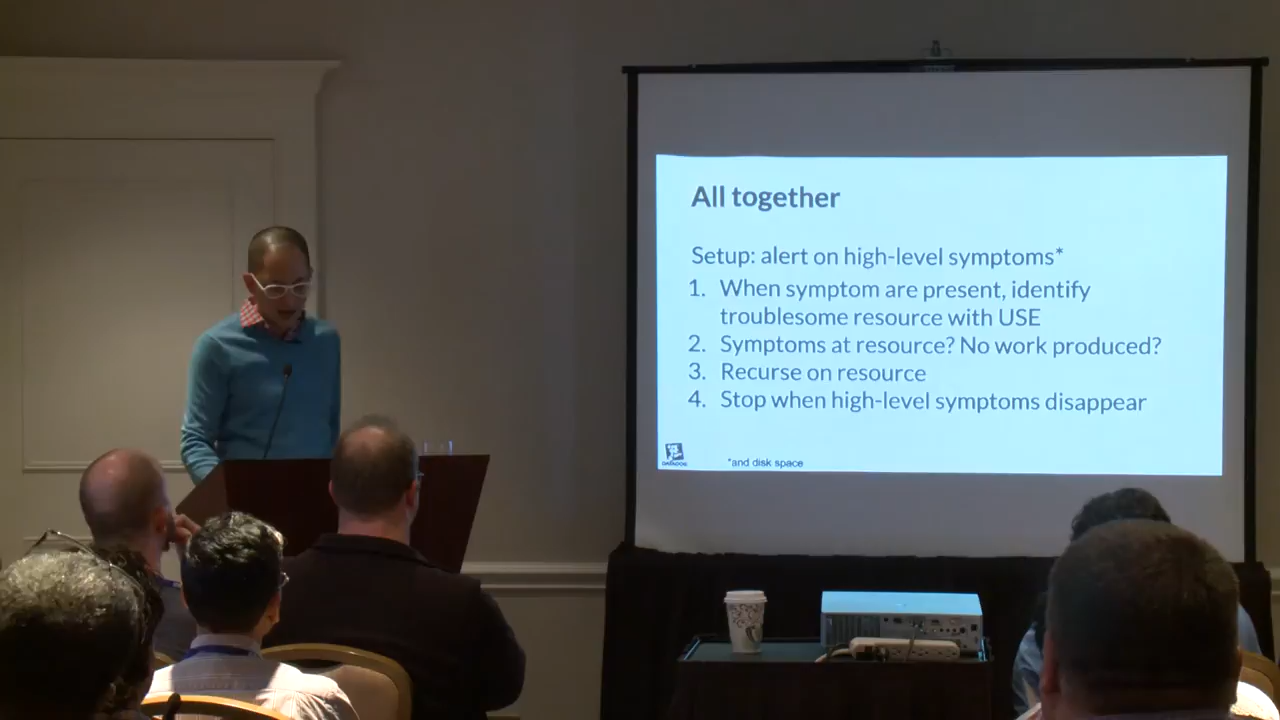 All together
Setup: alert on high-level symptoms*
1. When symptom are present, identify
troublesome resource with USE
2. Symptoms at resource? No work produced?
3. Recurse on resource
4. Stop when high-level symptoms disappear
DATADOG
*and disk space